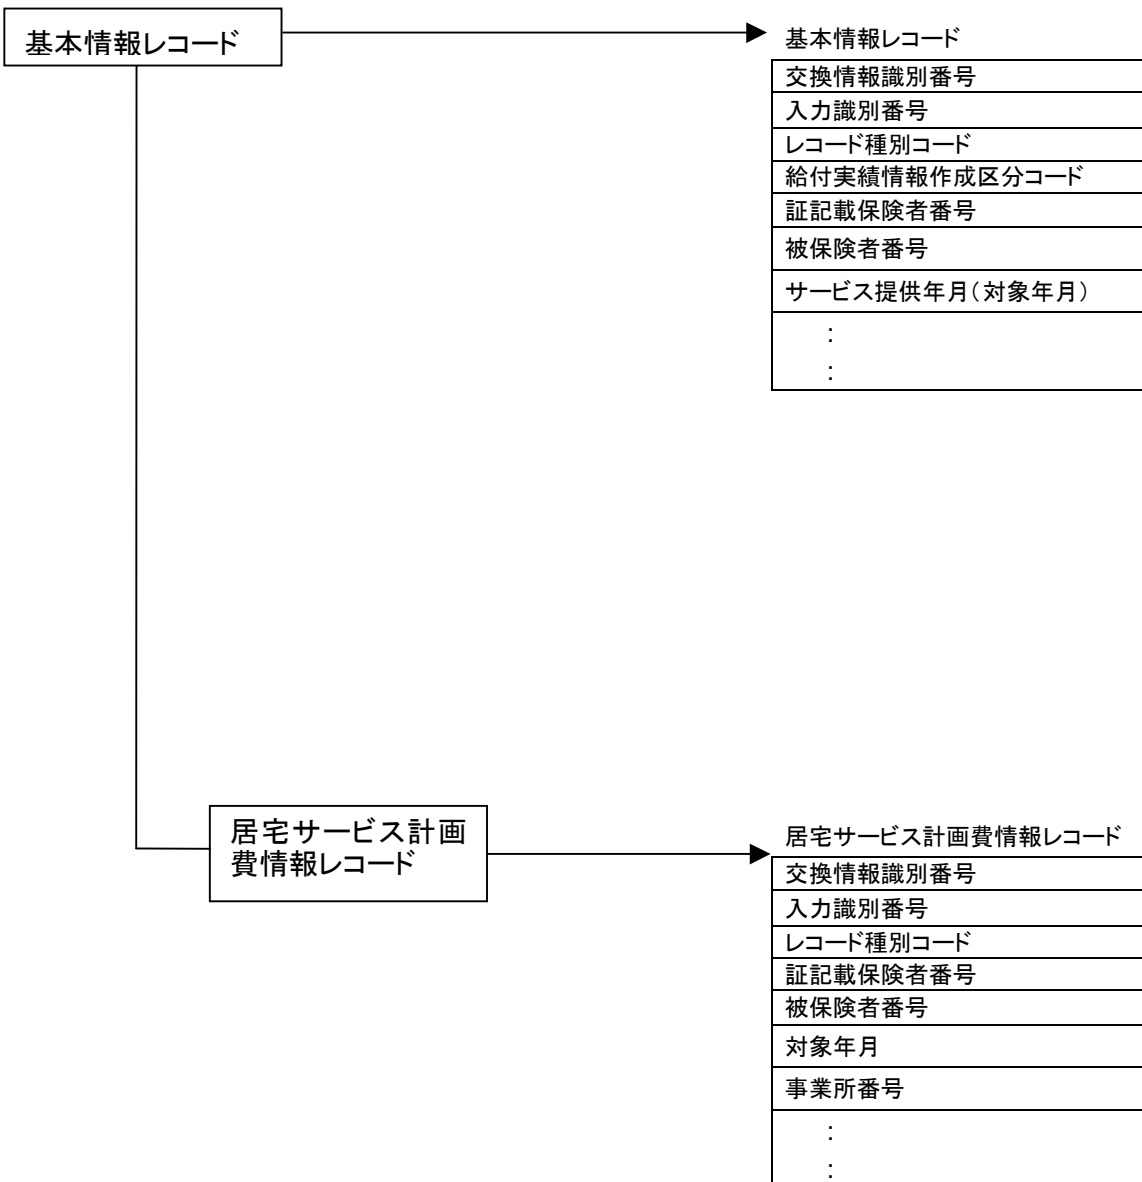 基本情報レコード
基本情報レコード
交換情報識別番号
入力識別番号
レコード種別コード
給付実績情報作成区分コード
証記載保険者番号
被保険者番号
サービス提供年月(対象年月)
:
:
居宅サービス計画
費情報レコード
居宅サービス計画費情報レコード
交換情報識別番号
入力識別番号
レコード種別コード
証記載保険者番号
被保険者番号
対象年月
事業所番号
:
: